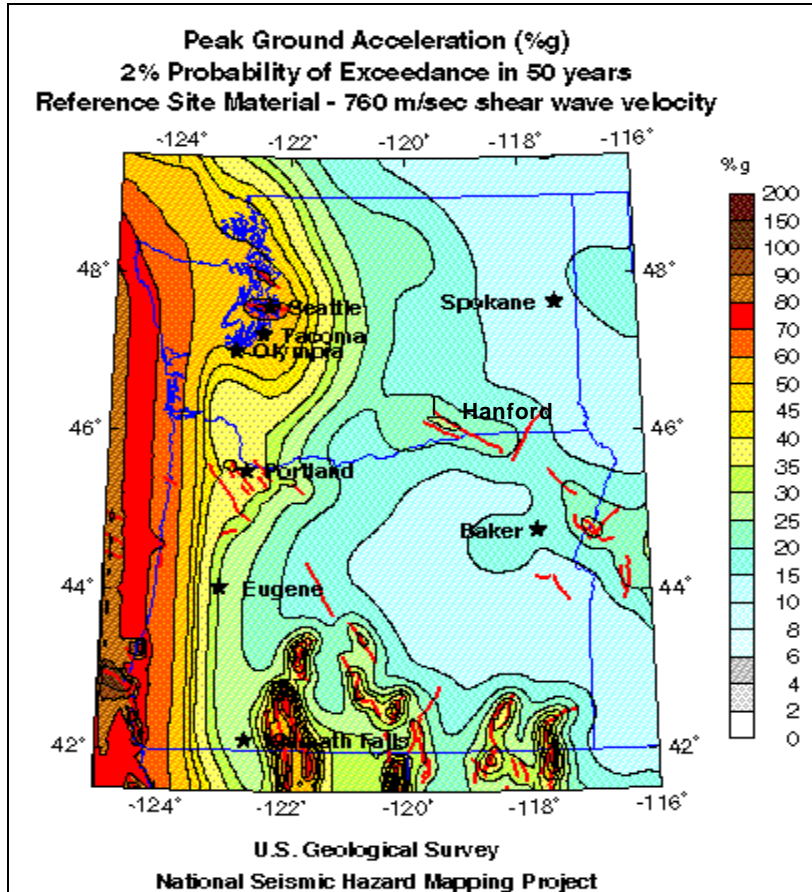 Peak Ground Acceleration (%g)
2% Probability of Exceedance in 50 years
Reference Site Material - 760 m/sec shear wave velocity
-124° -122° -120° -118° -116°
%g
200
150
100
90
80
70
60
50
45
40
35
30
25
20
15
10
8
6
4
2
0
48° 48°
Seattle
Spokane
Tacoma
Olympia
Hanford
46° 46°
Portland
Baker
44° 44°
Eugene
Klamath Falls
42° 42°
-124° -122° -120° -118° -116°
U.S. Geological Survey
National Seismic Hazard Mapping Project